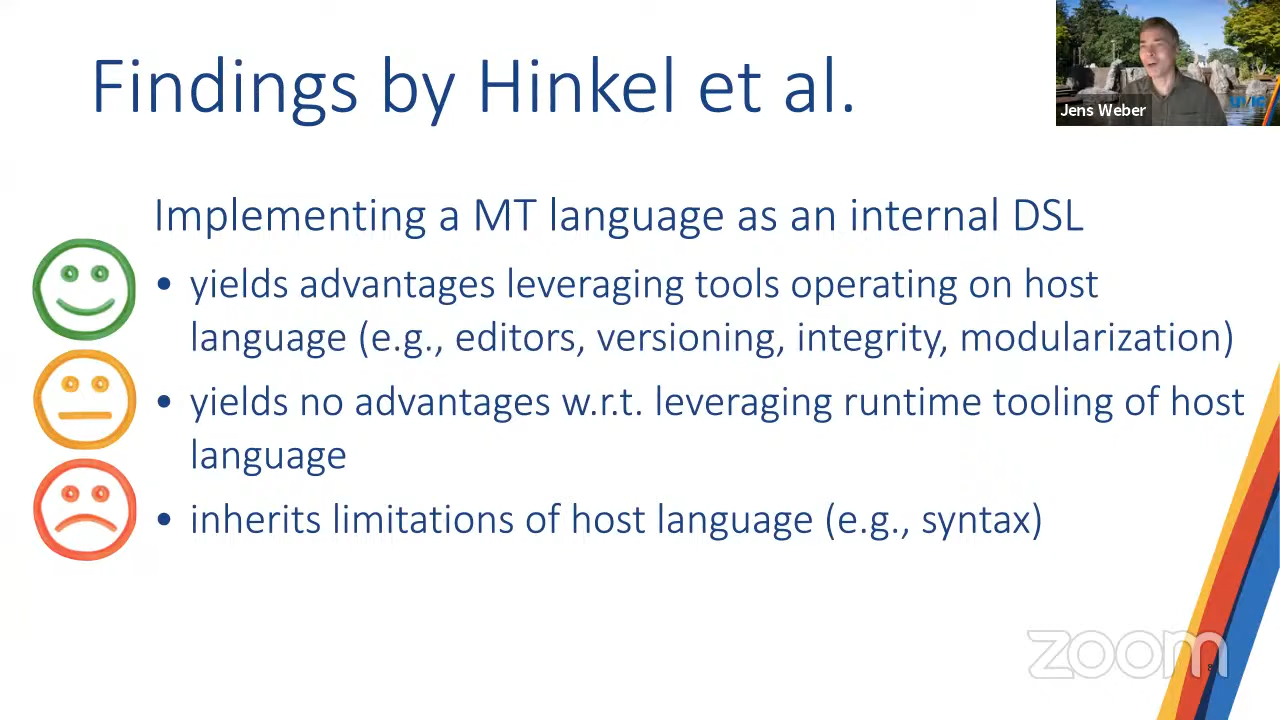 Findings by Hinkel et al.
Jens Weber
UVIC
Implementing a MT language as an internal DSL
• yields advantages leveraging tools operating on host
language (e.g., editors, versioning, integrity, modularization)
• yields no advantages w.r.t. leveraging runtime tooling of host
language
• inherits limitations of host language (e.g., syntax)
zoom
8